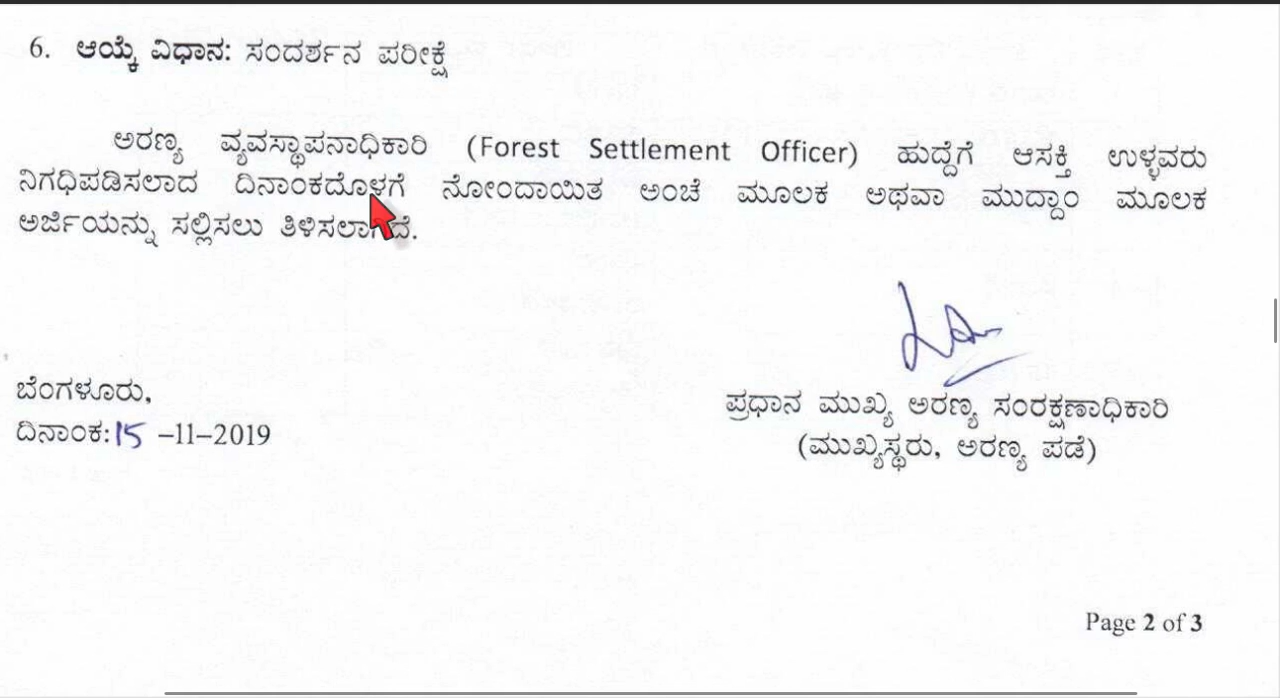 6. ಆಯ್ಕೆ ವಿಧಾನ: ಸಂದರ್ಶನ ಪರೀಕ್ಷೆ
ಅರಣ್ಯ ವ್ಯವಸ್ಥಾಪನಾಧಿಕಾರಿ (Forest Settlement Officer) ಹುದ್ದೆಗೆ ಆಸಕ್ತಿ ಉಳ್ಳವರು
ನಿಗಧಿಪಡಿಸಲಾದ ದಿನಾಂಕದೊಳಗೆ ನೋಂದಾಯಿತ ಅಂಚೆ ಮೂಲಕ ಅಥವಾ ಮುದ್ದಾಂ ಮೂಲಕ
ಅರ್ಜಿಯನ್ನು ಸಲ್ಲಿಸಲು ತಿಳಿಸಲಾಗಿದೆ.
ಬೆಂಗಳೂರು,
ದಿನಾಂಕ: 15 –11–2019
ಪ್ರಧಾನ ಮುಖ್ಯ ಅರಣ್ಯ ಸಂರಕ್ಷಣಾಧಿಕಾರಿ
(ಮುಖ್ಯಸ್ಥರು, ಅರಣ್ಯ ಪಡೆ)
Page 2 of 3